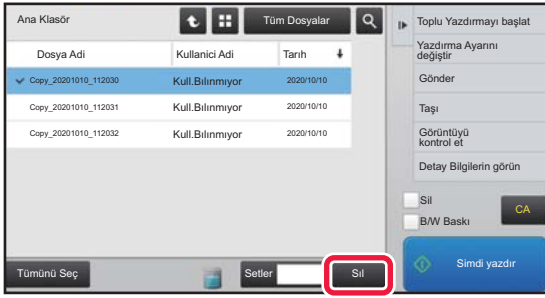 Ana Klasör
Tüm Dosyalar
Dosya Adi
Kullanici Adi
Tarıh
Copy_20201010_112030
Kull.Bılınmıyor
2020/10/10
Copy_20201010_112031
Kull.Bılınmıyor
2020/10/10
Copy_20201010_112032
Kull.Bılınmıyor
2020/10/10
Tümünü Seç
Setler
Sıl
Toplu Yazdırmayı başlat
Yazdırma Ayarını
değiştir
Gönder
Taşı
Görüntüyü
kontrol et
Detay Bilgilerin görün
Sil
B/W Baskı
CA
Simdi yazdır